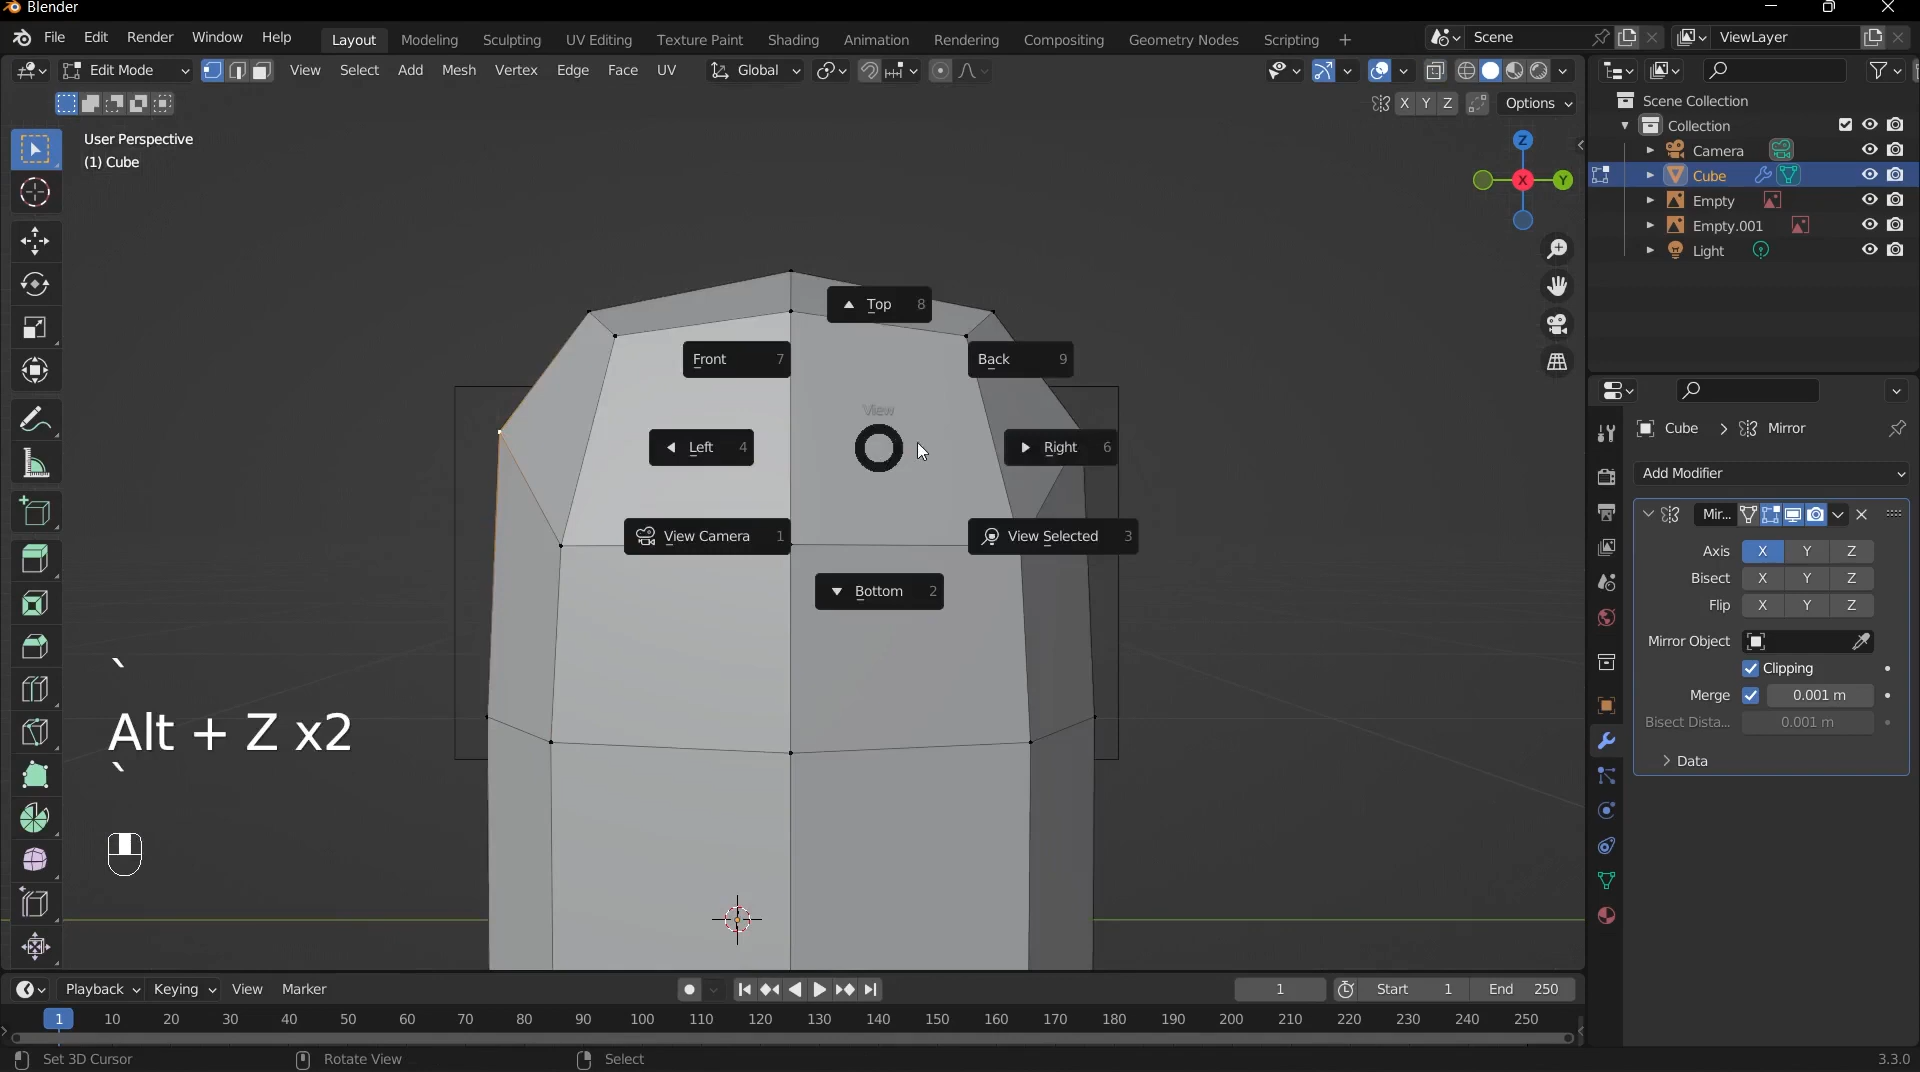 Blender
File Edit Render Window Help Layout Modeling Sculpting UV Editing Texture Paint Shading Animation Rendering Compositing Geometry Nodes Scripting + Scene ViewLayer
Edit Mode View Select Add Mesh Vertex Edge Face UV Global
X Y Z Options
User Perspective
(1) Cube
Z
X
Y
Scene Collection
Collection
Camera
Cube
Empty
Empty.001
Light
Top 8
Front 7
Back 9
View
Left 4
Right 6
View Camera 1
View Selected 3
Bottom 2
`
Alt + Z x2
`
Cube > Mirror
Add Modifier
Mir...
Axis X Y Z
Bisect X Y Z
Flip X Y Z
Mirror Object
Clipping
Merge 0.001 m
Bisect Dista... 0.001 m
Data
Playback Keying View Marker 1 Start 1 End 250
1 10 20 30 40 50 60 70 80 90 100 110 120 130 140 150 160 170 180 190 200 210 220 230 240 250
Set 3D Cursor Rotate View Select 3.3.0